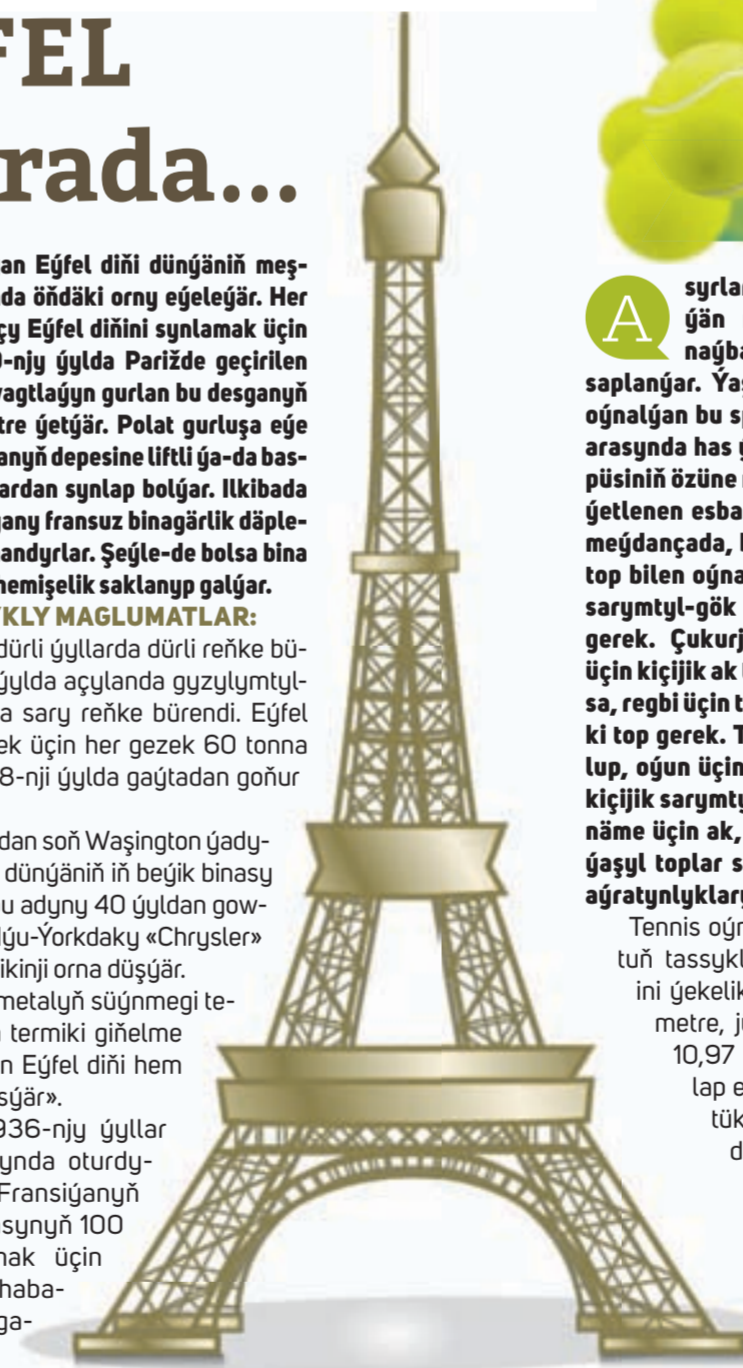 FEL
rada...
an Eýfel diňi dünýäniň meş-
da öňdäki orny eýeleýär. Her
çy Eýfel diňini synlamak üçin
-njy ýylda Parižde geçirilen
wagtlaýyn gurlan bu desganyň
tre ýetýär. Polat gurluşa eýe
anyň depesine liftli ýa-da bas-
ardan synlap bolýar. Ilkibada
gany fransuz binagärlik däple-
andyrlar. Şeýle-de bolsa bina
hemişelik saklanyp galýar.
YKLY MAGLUMATLAR:
dürli ýyllarda dürli reňke bü-
ýylda açylanda gyzylymtyl-
a sary reňke bürendi. Eýfel
ek üçin her gezek 60 tonna
8-nji ýylda gaýtadan goňur
dan soň Waşington ýady-
dünýäniň iň beýik binasy
u adyny 40 ýyldan gow-
Nýu-Ýorkdaky «Chrysler»
ikinji orna düşýär.
metalyň süýnmegi te-
termiki giňelme
n Eýfel diňi hem
sýär».
936-njy ýyllar
ynda oturdy-
Fransiýanyň
asynyň 100
mak üçin
haba-
ga-
A
syrlar
ýän
naýba
saplanýar. Ýaş
oýnalýan bu sp
arasynda has ý
püsiniň özüne
ýetlenen esba
meýdançada, 
top bilen oýna
sarymtyl-gök
gerek. Çukurj
üçin kiçijik ak
sa, regbi üçin t
ki top gerek. T
lup, oýun üçin
kiçijik sarymty
näme üçin ak,
ýaşyl toplar s
aýratynlyklary
Tennis oýn
tuň tassykl
ini ýekelik
metre, ju
10,97
lap e
tük
d